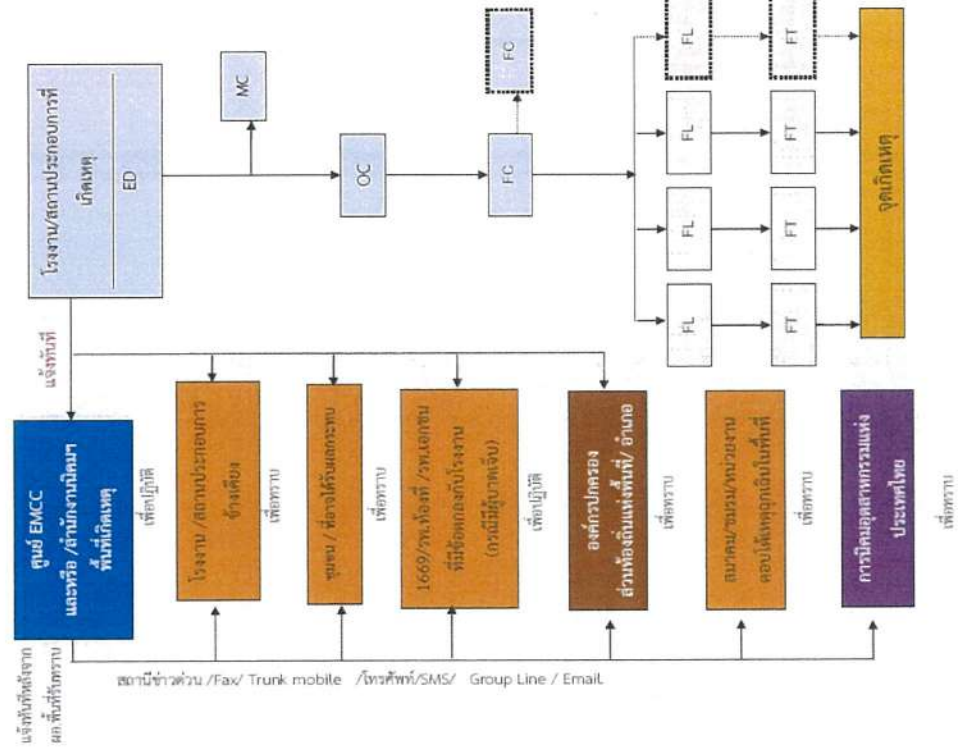 แจ้งทันทีหลังจาก
ผอ.พื้นที่รับทราบ
ศูนย์ EMCC
และหรือ /สำนักงานนิคมฯ
พื้นที่เกิดเหตุ
เพื่อปฏิบัติ
แจ้งทันที
โรงงาน/สถานประกอบการที่
เกิดเหตุ
ED
MC
OC
FC
FC
โรงงาน /สถานประกอบการ
ข้างเคียง
เพื่อทราบ
ชุมชน / ที่อาจได้รับผลกระทบ
เพื่อทราบ
1669/รพ.ท้องที่ /รพ.เอกชน
ที่มีข้อตกลงกับโรงงาน
(กรณีที่มีผู้บาดเจ็บ)
เพื่อปฏิบัติ
องค์กรปกครอง
ส่วนท้องถิ่นแห่งพื้นที่/ อำเภอ
เพื่อทราบ
สมาคม/ชมรม/หน่วยงาน
ตอบโต้เหตุฉุกเฉินในพื้นที่
เพื่อทราบ
การนิคมอุตสาหกรรมแห่ง
ประเทศไทย
เพื่อทราบ
สถานีข่าวด่วน /Fax/ Trunk mobile /โทรศัพท์/SMS/ Group Line / Email
FL
FL
FL
FL
FT
FT
FT
FT
จุดเกิดเหตุ